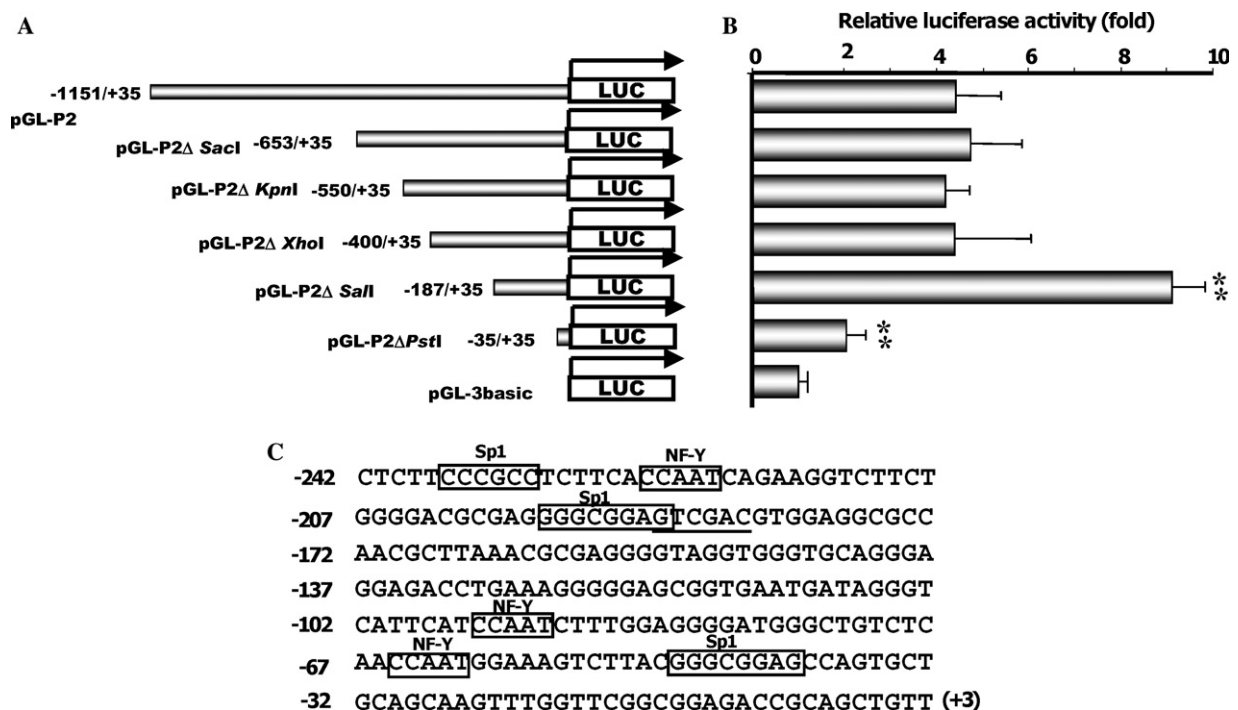 A
B
Relative luciferase activity (fold)
0 2 4 6 8 10
-1151/+35
pGL-P2
LUC
pGL-P2Δ SacI -653/+35
LUC
pGL-P2Δ KpnI -550/+35
LUC
pGL-P2Δ XhoI -400/+35
LUC
pGL-P2Δ SalI -187/+35
LUC
**
pGL-P2ΔPstI -35/+35
LUC
**
pGL-3basic
LUC
C
Sp1 NF-Y
-242 CTCTTCCCGCCTCTTCACCAATCAGAAGGTCTTCT
Sp1
-207 GGGGACGCGAGGGGCGGAGTCGACGTGGAGGCGCC
-172 AACGCTTAAACGCGAGGGGTAGGTGGGTGCAGGGA
-137 GGAGACCTGAAAGGGGGAGCGGTGAATGATAGGGT
NF-Y
-102 CATTCATCCAATCTTTGGAGGGGATGGGCTGTCTC
NF-Y Sp1
-67 AACCAATGGAAAGTCTTACGGGCGGAGCCAGTGCT
-32 GCAGCAAGTTTGGTTCGGCGGAGACCGCAGCTGTT (+3)